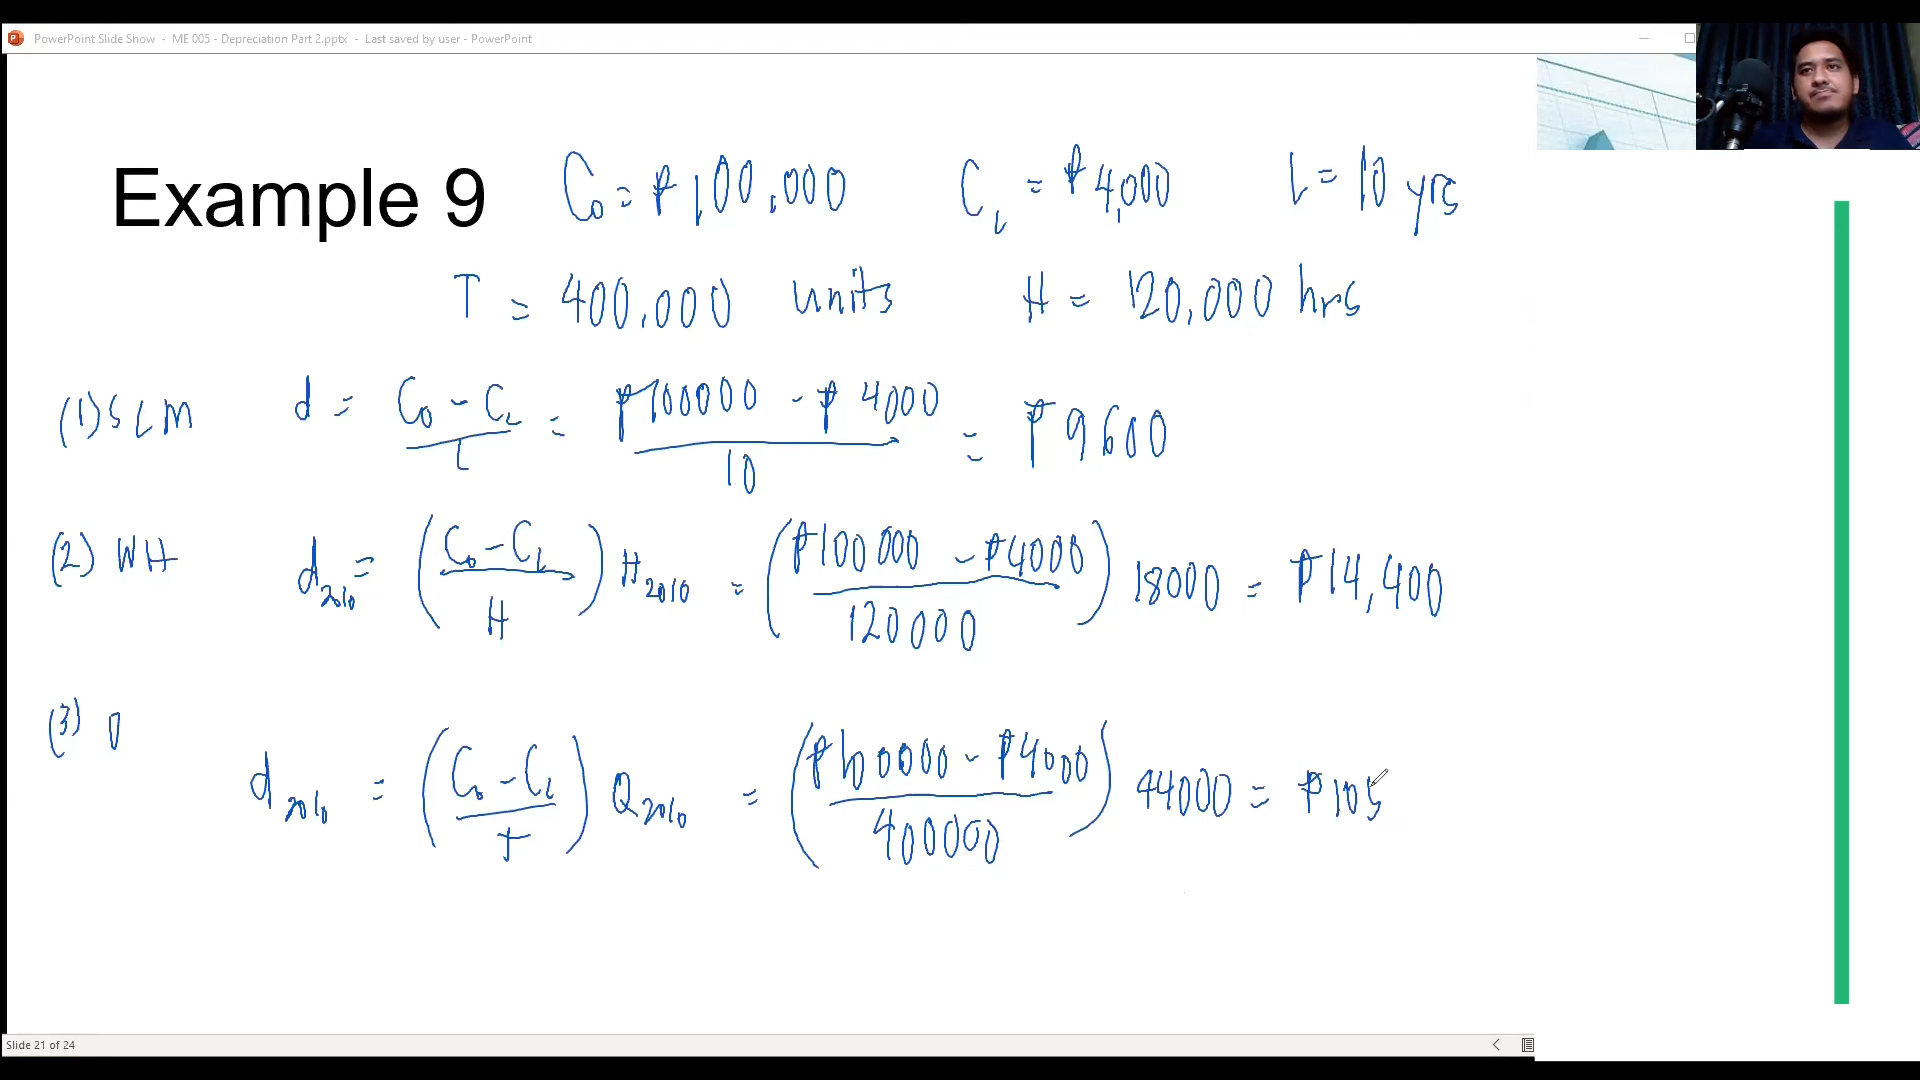 PowerPoint Slide Show - ME 005 - Depreciation Part 2.pptx - Last saved by user - PowerPoint
Example 9 C₀ = ₱100,000 C_L = ₱4,000 L = 10 yrs
T = 400,000 units H = 120,000 hrs
(1) SLM d = (C₀ - C_L)/L = (₱100000 - ₱4000)/10 = ₱9600
(2) WH d₂₀₁₀ = ((C₀ - C_L)/H) H₂₀₁₀ = ((₱100000 - ₱4000)/120000) 18000 = ₱14,400
(3) O d₂₀₁₀ = ((C₀ - C_L)/T) Q₂₀₁₀ = ((₱100000 - ₱4000)/400000) 44000 = ₱105
Slide 21 of 24